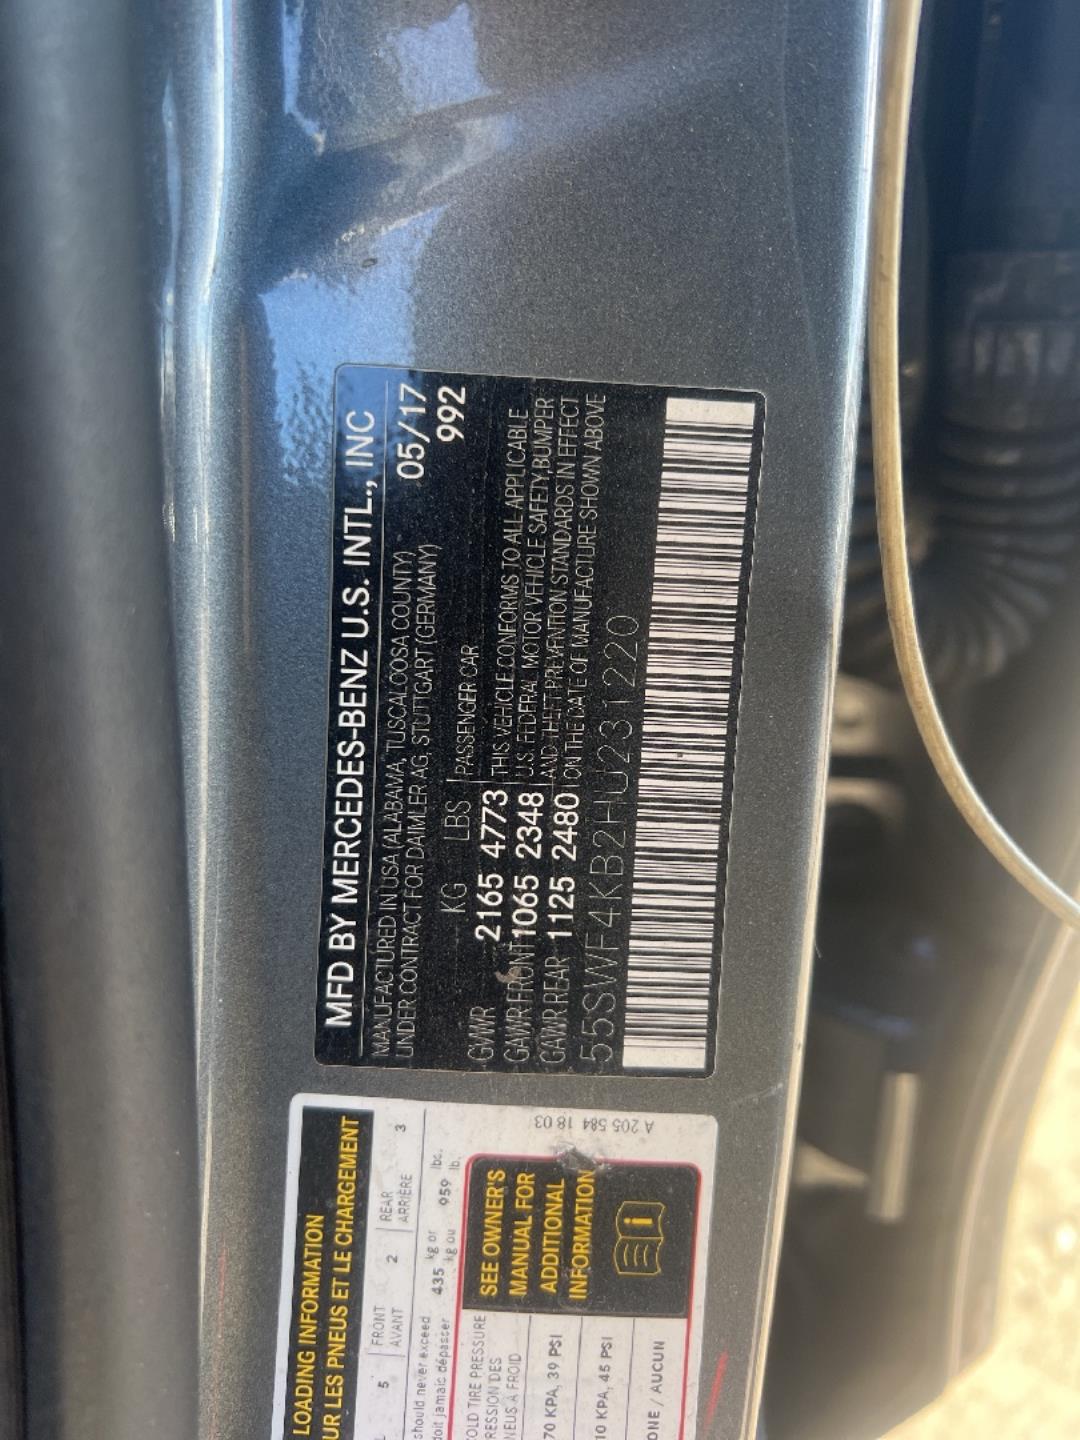 MFD BY MERCEDES-BENZ U.S. INTL., INC
MANUFACTURED IN USA (ALABAMA, TUSCALOOSA COUNTY) 05/17
UNDER CONTRACT FOR DAIMLER AG, STUTTGART (GERMANY) 992
KG LBS PASSENGER CAR
GVWR 2165 4773 THIS VEHICLE CONFORMS TO ALL APPLICABLE
GAWR FRONT 1065 2348 U.S. FEDERAL MOTOR VEHICLE SAFETY, BUMPER
GAWR REAR 1125 2480 AND THEFT PREVENTION STANDARDS IN EFFECT
ON THE DATE OF MANUFACTURE SHOWN ABOVE
55SWF4KB2HU231220
LOADING INFORMATION
UR LES PNEUS ET LE CHARGEMENT
5 FRONT 2 REAR 3
AVANT ARRIÈRE
should never exceed 435 kg or 959 lbs.
doit jamais dépasser kg ou lb.
COLD TIRE PRESSURE
RESSION DES
NEUS À FROID
70 KPA, 39 PSI
10 KPA, 45 PSI
ONE / AUCUN
SEE OWNER'S
MANUAL FOR
ADDITIONAL
INFORMATION
i
A 205 584 18 03